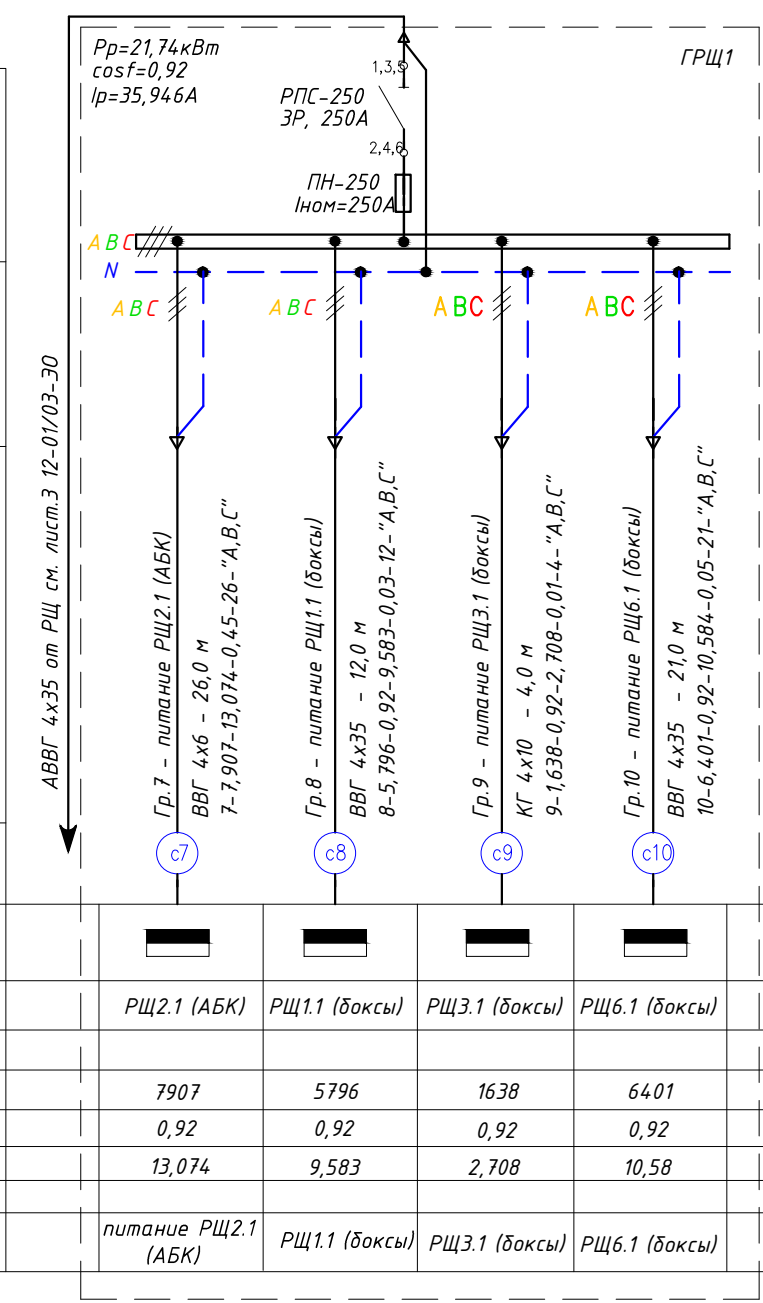 Pp=21,74кВт
cosf=0,92
Ip=35,946А
ГРЩ1
1,3,5
РПС-250
3Р, 250А
2,4,6
ПН-250
Iном=250А
A B C
N
A B C
A B C
A B C
A B C
АВВГ 4х35 от РЩ см. лист.3 12-01/03-30
Гр.7 - питание РЩ2.1 (АБК)
ВВГ 4х6 - 26,0 м
7-7,907-13,074-0,45-26-"А,В,С"
Гр.8 - питание РЩ1.1 (боксы)
ВВГ 4х35 - 12,0 м
8-5,796-0,92-9,583-0,03-12-"А,В,С"
Гр.9 - питание РЩ3.1 (боксы)
КГ 4х10 - 4,0 м
9-1,638-0,92-2,708-0,01-4-"А,В,С"
Гр.10 - питание РЩ6.1 (боксы)
ВВГ 4х35 - 21,0 м
10-6,401-0,92-10,584-0,05-21-"А,В,С"
с7
с8
с9
с10
РЩ2.1 (АБК) РЩ1.1 (боксы) РЩ3.1 (боксы) РЩ6.1 (боксы)
7907 5796 1638 6401
0,92 0,92 0,92 0,92
13,074 9,583 2,708 10,58
питание РЩ2.1
(АБК)
РЩ1.1 (боксы) РЩ3.1 (боксы) РЩ6.1 (боксы)